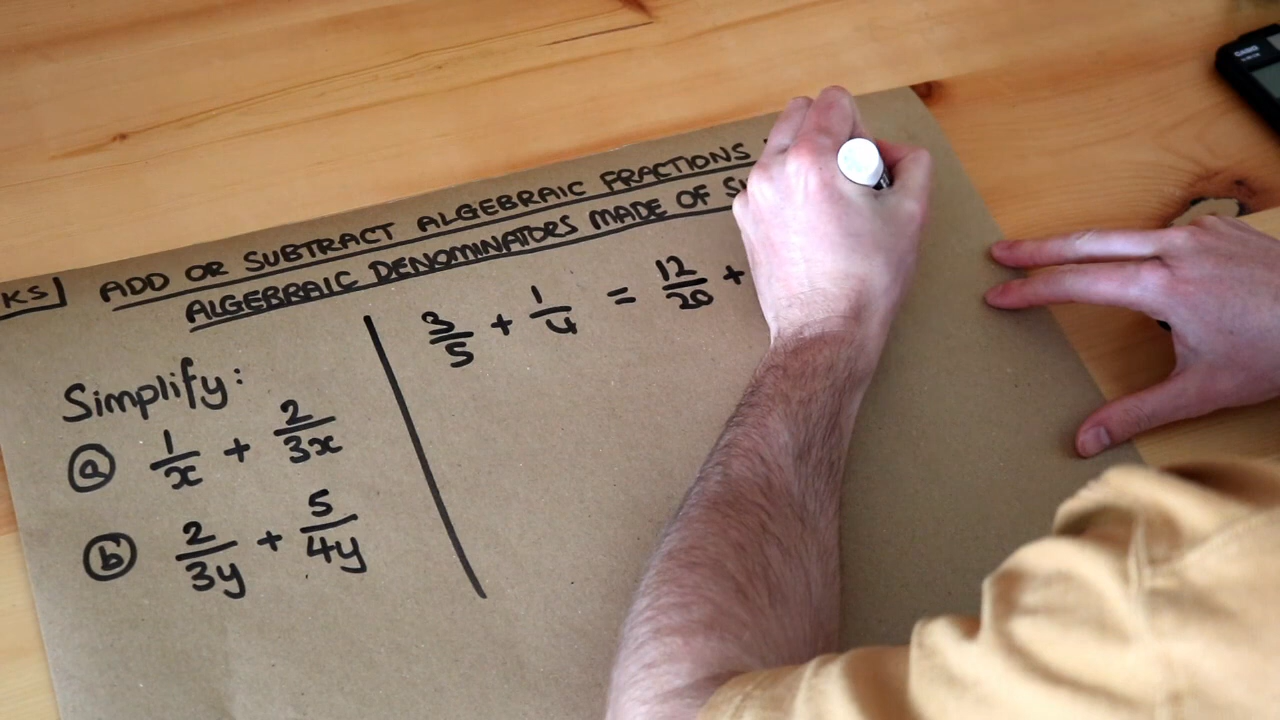 KS] ADD OR SUBTRACT ALGEBRAIC FRACTIONS
ALGEBRAIC DENOMINATORS MADE OF
3/5 + 1/4 = 12/20 +
Simplify:
ⓐ 1/x + 2/3x
ⓑ 2/3y + 5/4y
CASIO